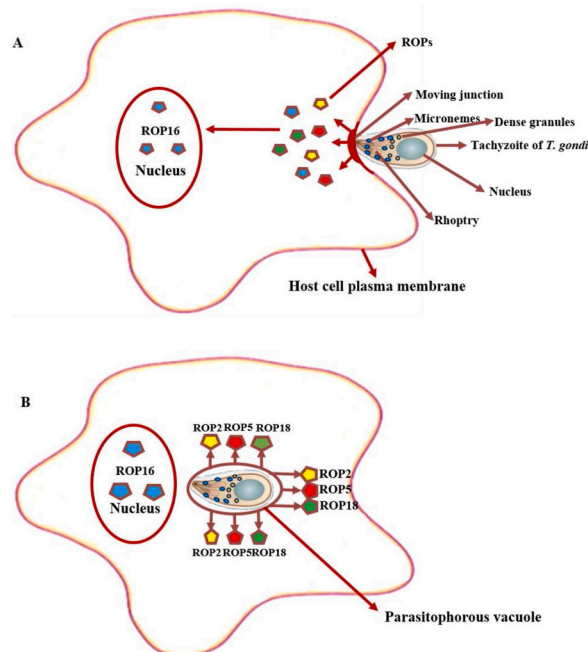 A
ROPs
Moving junction
Micronemes
Dense granules
ROP16
Tachyzoite of T. gondi
Nucleus
Nucleus
Rhoptry
Host cell plasma membrane
B
ROP2 ROP5 ROP18
ROP16
ROP2
Nucleus
ROP5
ROP18
ROP2 ROP5 ROP18
Parasitophorous vacuole